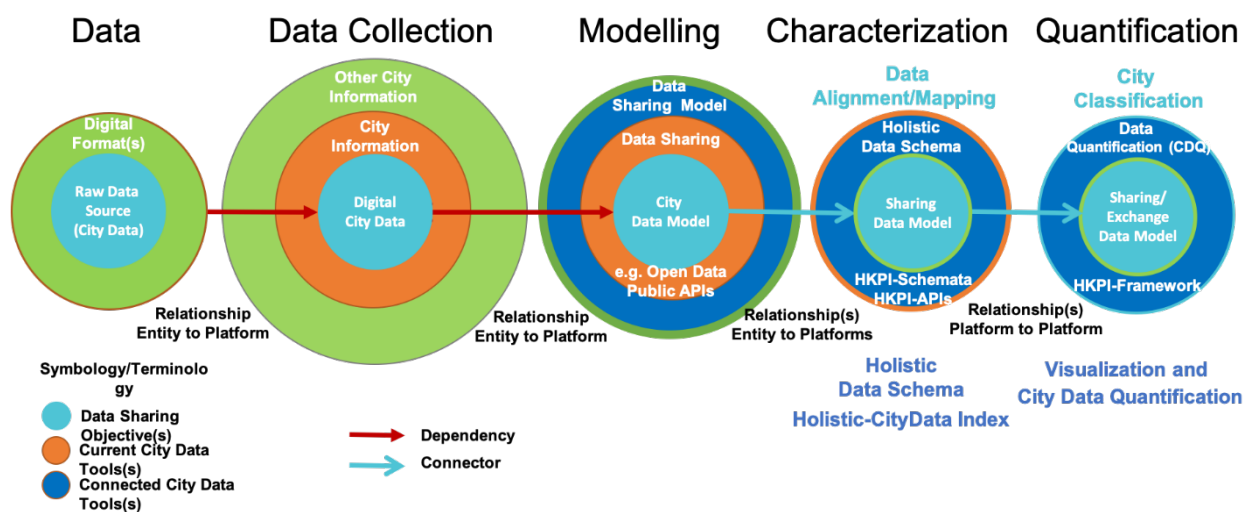 Data
Data Collection
Modelling
Characterization
Quantification
Digital
Format(s)
Raw Data
Source
(City Data)
Other City
Information
City
Information
Digital
City Data
Data
Sharing Model
Data Sharing
City
Data Model
e.g. Open Data
Public APIs
Data
Alignment/Mapping
Holistic
Data Schema
Sharing
Data Model
HKPI-Schemata
HKPI-APIs
City
Classification
Data
Quantification (CDQ)
Sharing/
Exchange
Data Model
HKPI-Framework
Relationship
Entity to Platform
Relationship
Entity to Platform
Relationship(s)
Entity to Platforms
Relationship(s)
Platform to Platform
Holistic
Data Schema
Holistic-CityData Index
Visualization and
City Data Quantification
Symbology/Terminolo
gy
Data Sharing
Objective(s)
Current City Data
Tools(s)
Connected City Data
Tools(s)
Dependency
Connector